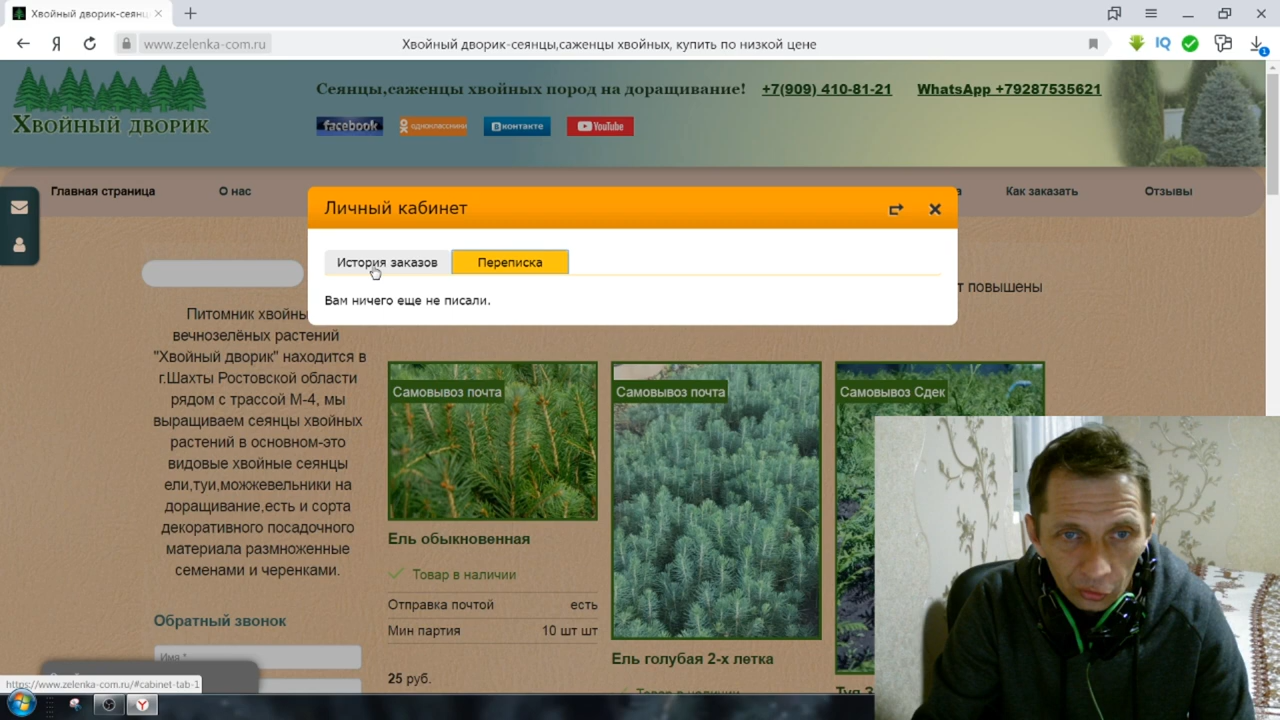 Хвойный дворик-сеянц
www.zelenka-com.ru
Хвойный дворик-сеянцы,саженцы хвойных, купить по низкой цене
IQ
1
Хвойный дворик
Сеянцы,саженцы хвойных пород на доращивание!
+7(909) 410-81-21
WhatsApp +79287535621
facebook
одноклассники
вконтакте
YouTube
Главная страница
О нас
а
Как заказать
Отзывы
Личный кабинет
История заказов
Переписка
Вам ничего еще не писали.
т повышены
Питомник хвойны
вечнозелёных растений
"Хвойный дворик" находится в
г.Шахты Ростовской области
рядом с трассой М-4, мы
выращиваем сеянцы хвойных
растений в основном-это
видовые хвойные сеянцы
ели,туи,можжевельники на
доращивание,есть и сорта
декоративного посадочного
материала размноженные
семенами и черенками.
Обратный звонок
Имя *
Самовывоз почта
Ель обыкновенная
Товар в наличии
Отправка почтой есть
Мин партия 10 шт шт
25 руб.
Самовывоз почта
Ель голубая 2-х летка
Товар в наличии
Самовывоз Сдек
Туя
https://www.zelenka-com.ru/#cabinet-tab-1